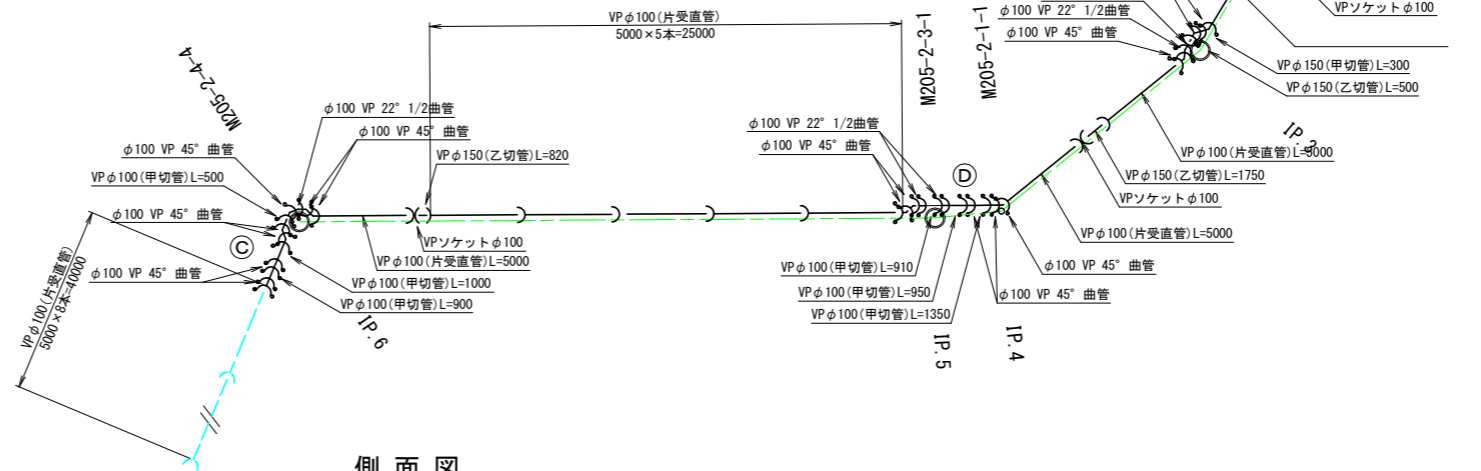 VPφ100(片受直管)
5000×5本=25000
φ100 VP 22° 1/2曲管
φ100 VP 45° 曲管
VPソケットφ100
M205-2-4-4
M205-2-3-1
M205-2-1-1
VPφ150(甲切管)L=300
VPφ150(乙切管)L=500
φ100 VP 22° 1/2曲管
φ100 VP 45° 曲管
VPφ150(乙切管)L=820
φ100 VP 45° 曲管
VPφ100(甲切管)L=500
φ100 VP 45° 曲管
Ⓒ
φ100 VP 45° 曲管
VPφ100(片受直管)
5000×8本=40000
VPソケットφ100
VPφ100(片受直管)L=5000
VPφ100(甲切管)L=1000
VPφ100(甲切管)L=900
IP.6
φ100 VP 22° 1/2曲管
φ100 VP 45° 曲管
Ⓓ
IP.3
VPφ100(片受直管)L=5000
VPφ150(乙切管)L=1750
VPソケットφ100
VPφ100(片受直管)L=5000
φ100 VP 45° 曲管
VPφ100(甲切管)L=910
VPφ100(甲切管)L=950
φ100 VP 45° 曲管
VPφ100(甲切管)L=1350
IP.5
IP.4
側面図